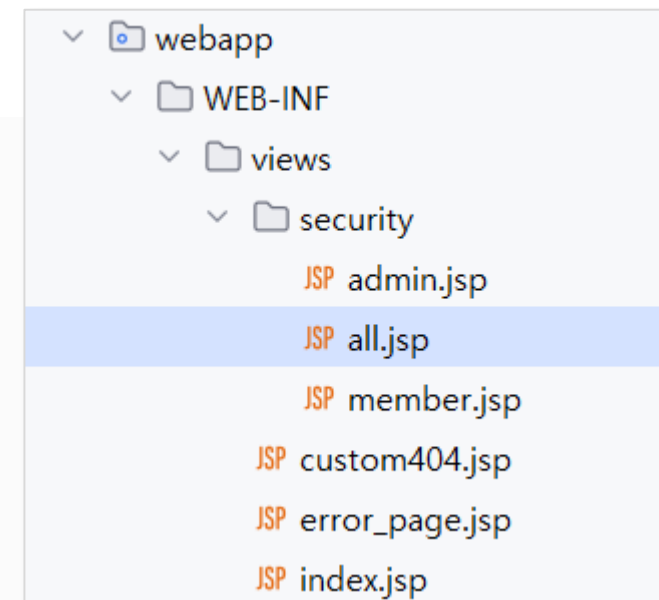 webapp
WEB-INF
views
security
JSP admin.jsp
JSP all.jsp
JSP member.jsp
JSP custom404.jsp
JSP error_page.jsp
JSP index.jsp